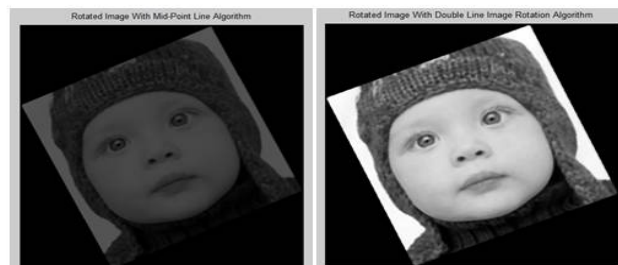 Rotated Image With Mid-Point Line Algorithm
Rotated Image With Double Line Image Rotation Algorithm